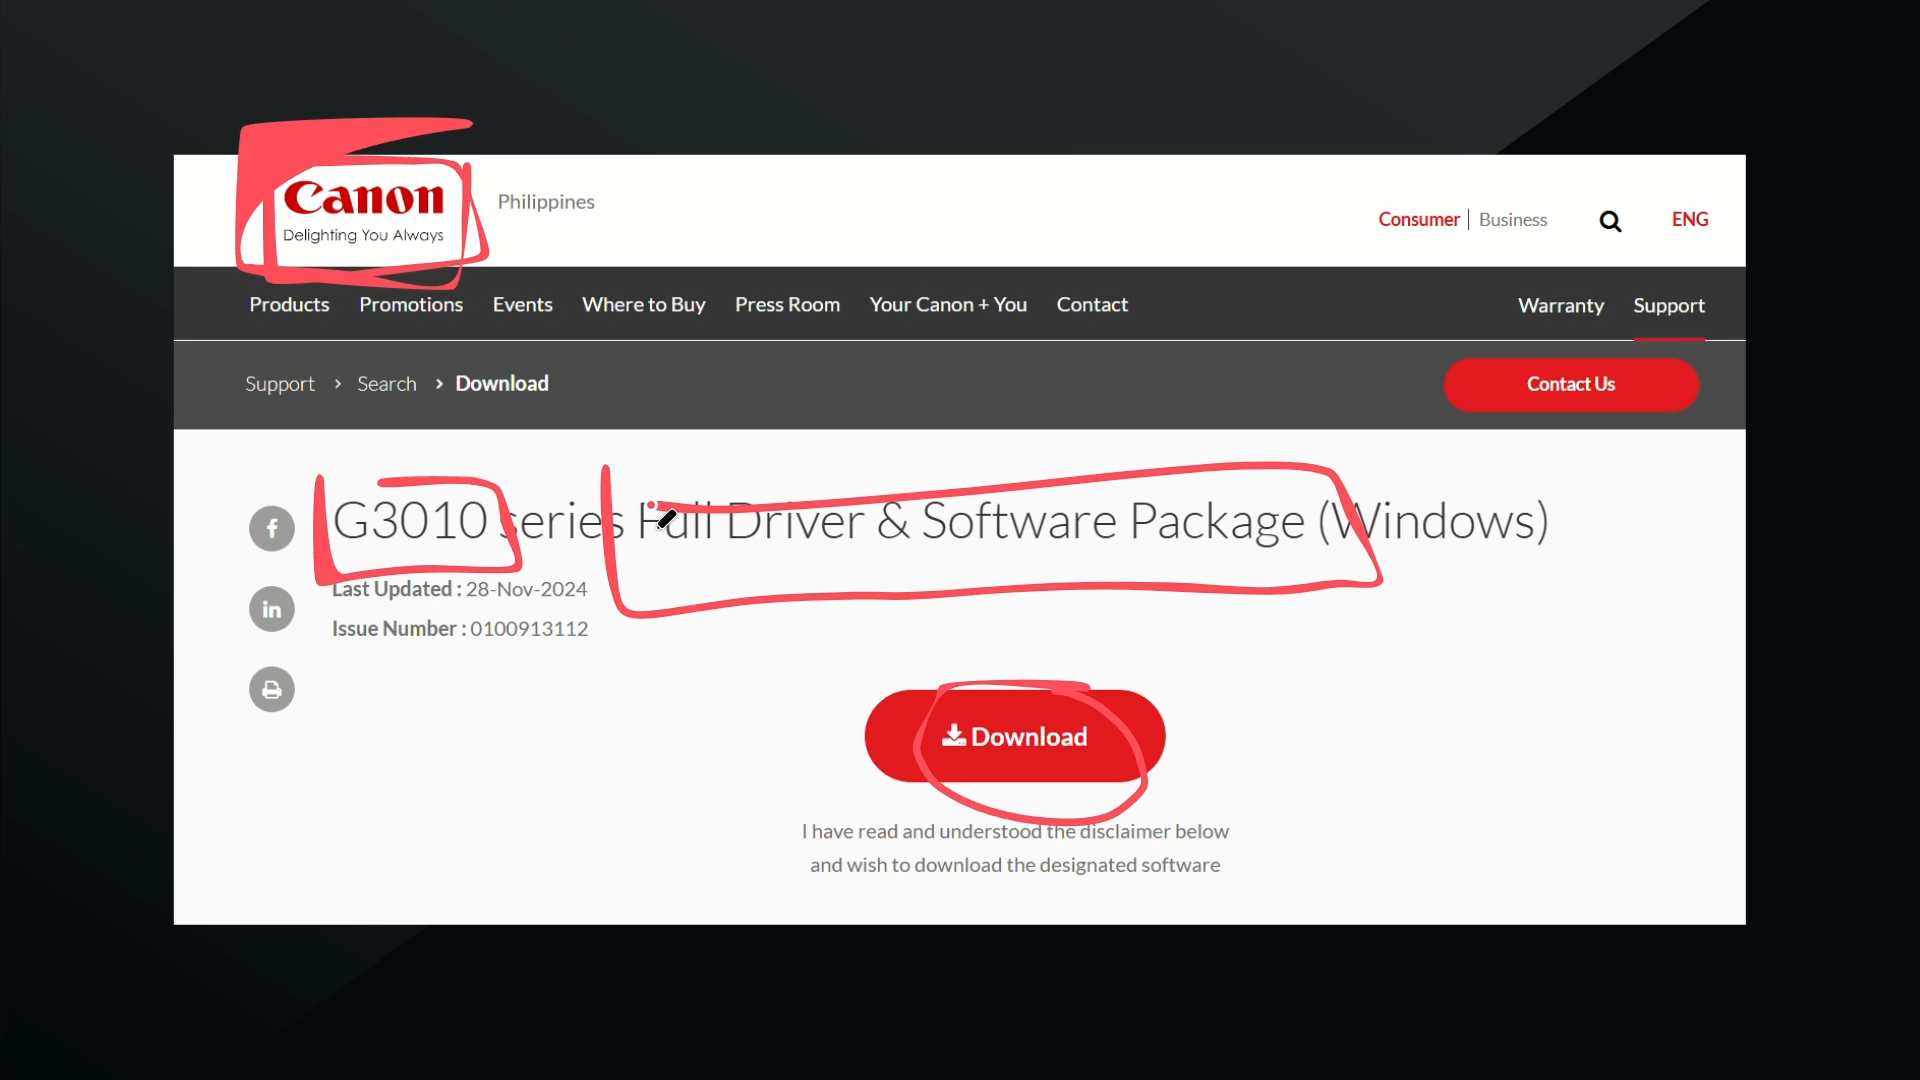 Canon
Delighting You Always
Philippines
Consumer | Business
ENG
Products Promotions Events Where to Buy Press Room Your Canon + You Contact
Warranty Support
Support > Search > Download
Contact Us
G3010 series Full Driver & Software Package (Windows)
Last Updated : 28-Nov-2024
Issue Number : 0100913112
Download
I have read and understood the disclaimer below
and wish to download the designated software